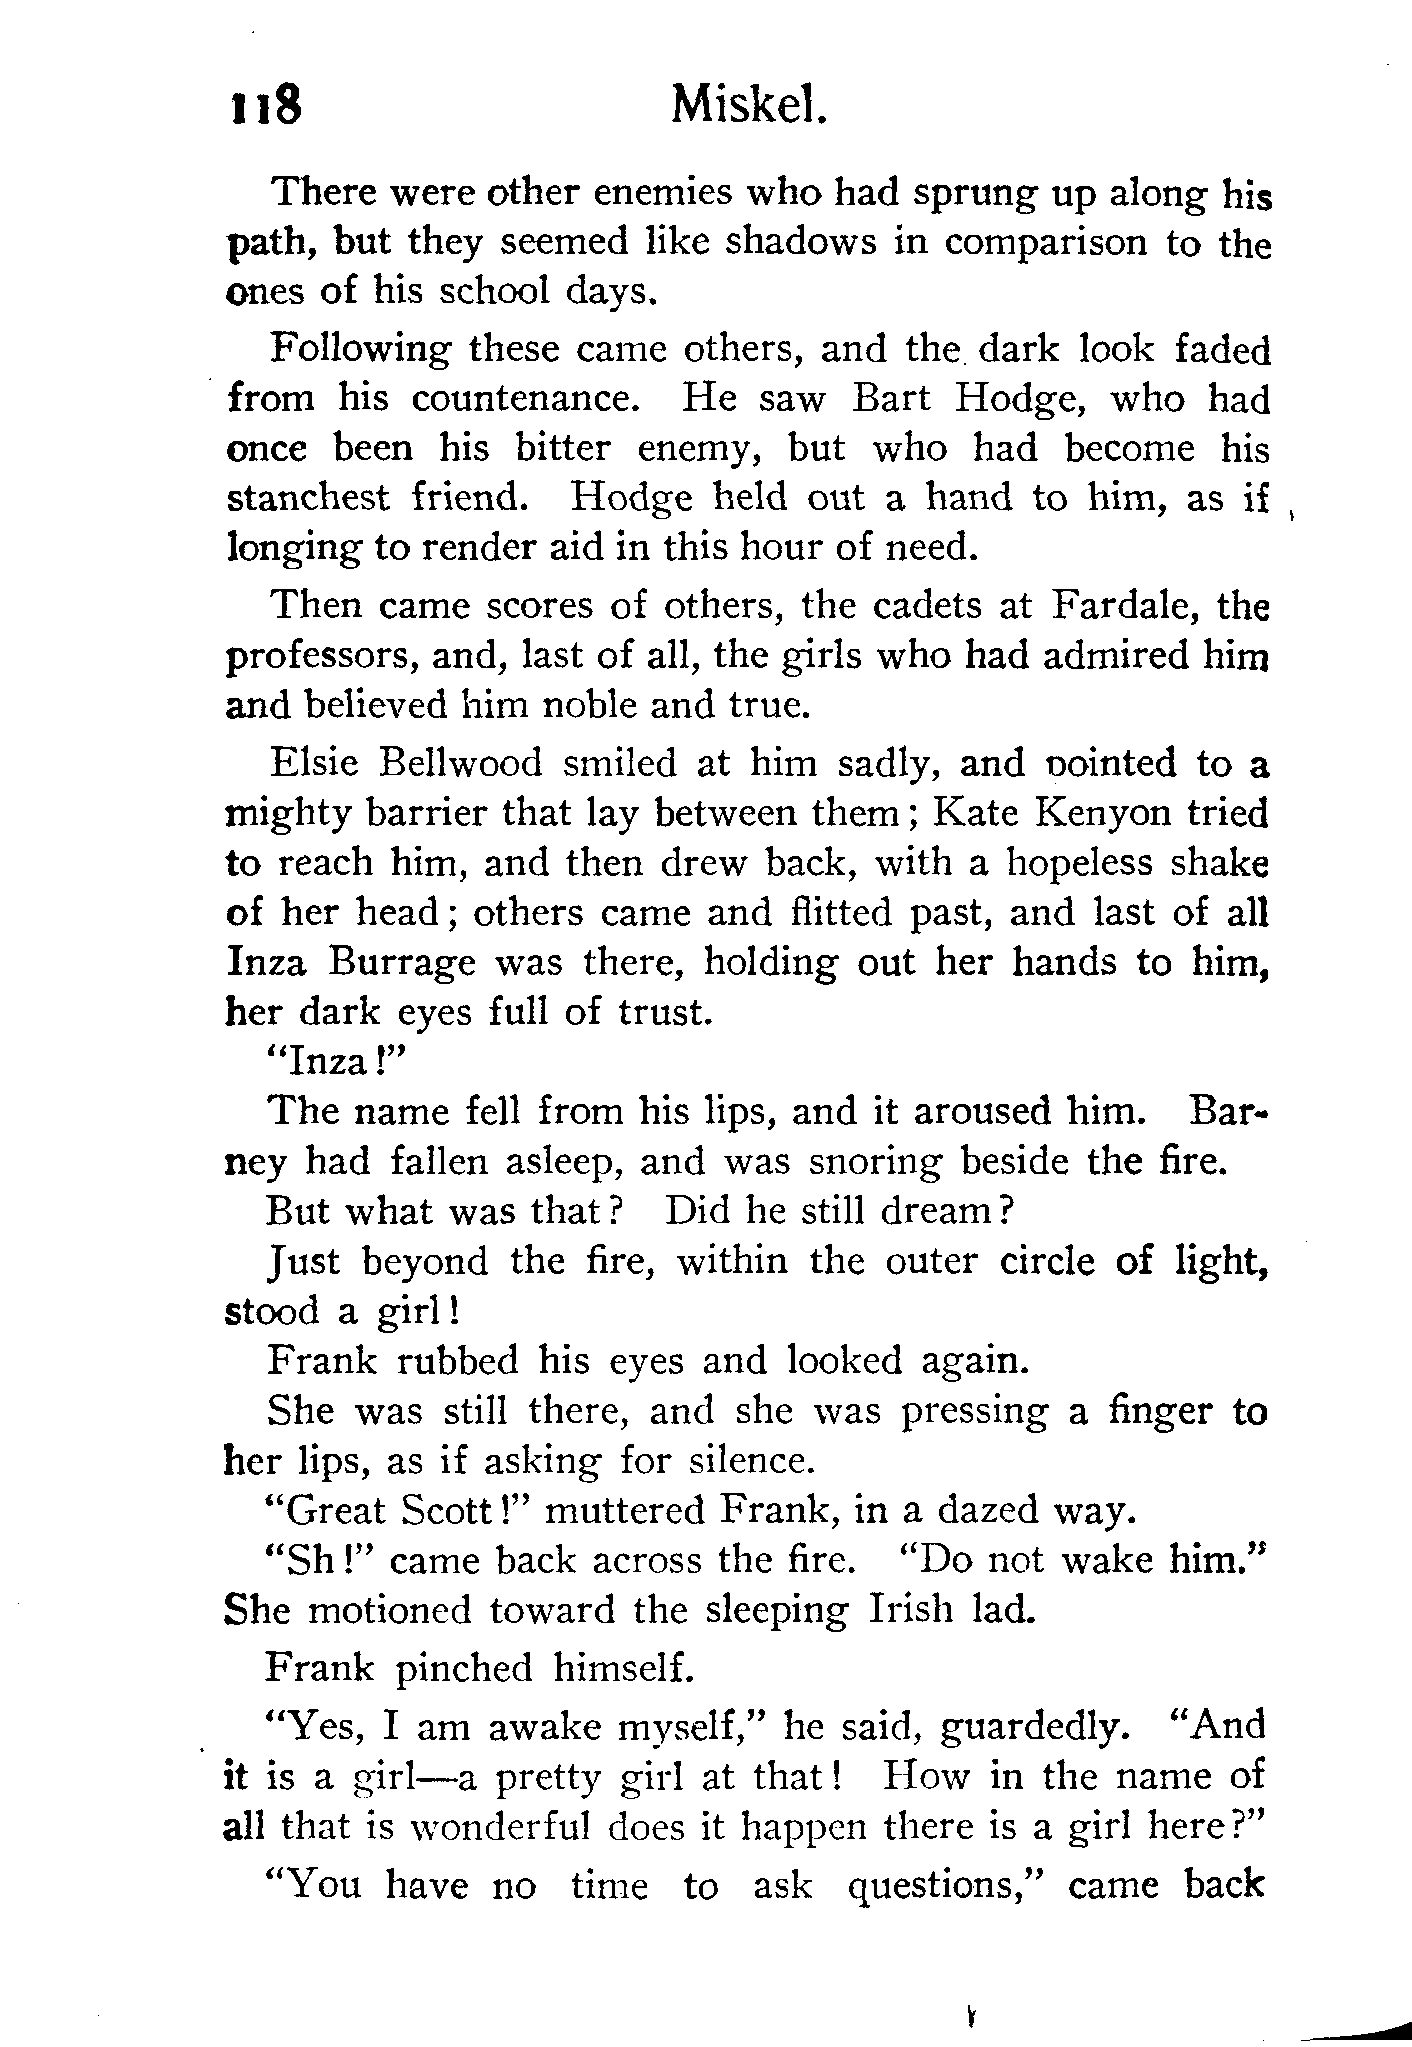 118 Miskel.
There were other enemies who had sprung up along his
path, but they seemed like shadows in comparison to the
ones of his school days.
Following these came others, and the dark look faded
from his countenance. He saw Bart Hodge, who had
once been his bitter enemy, but who had become his
stanchest friend. Hodge held out a hand to him, as if
longing to render aid in this hour of need.
Then came scores of others, the cadets at Fardale, the
professors, and, last of all, the girls who had admired him
and believed him noble and true.
Elsie Bellwood smiled at him sadly, and pointed to a
mighty barrier that lay between them; Kate Kenyon tried
to reach him, and then drew back, with a hopeless shake
of her head; others came and flitted past, and last of all
Inza Burrage was there, holding out her hands to him,
her dark eyes full of trust.
"Inza!"
The name fell from his lips, and it aroused him. Bar-
ney had fallen asleep, and was snoring beside the fire.
But what was that? Did he still dream?
Just beyond the fire, within the outer circle of light,
stood a girl!
Frank rubbed his eyes and looked again.
She was still there, and she was pressing a finger to
her lips, as if asking for silence.
"Great Scott!" muttered Frank, in a dazed way.
"Sh!" came back across the fire. "Do not wake him."
She motioned toward the sleeping Irish lad.
Frank pinched himself.
"Yes, I am awake myself," he said, guardedly. "And
it is a girl—a pretty girl at that! How in the name of
all that is wonderful does it happen there is a girl here?"
"You have no time to ask questions," came back